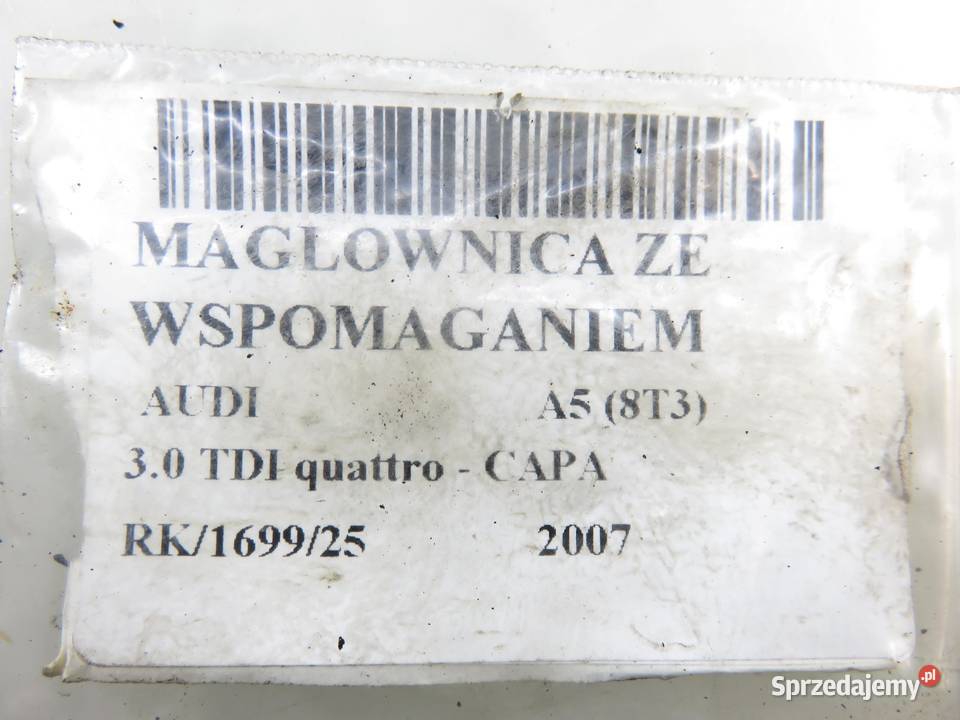 MAGLOWNICA ZE
WSPOMAGANIEM
AUDI A5 (8T3)
3.0 TDI quattro - CAPA
RK/1699/25 2007
Sprzedajemy.pl